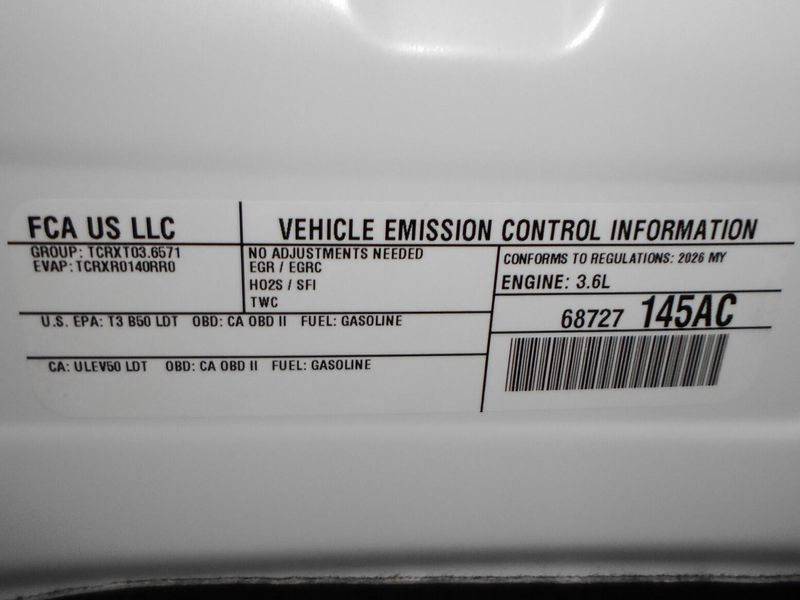 FCA US LLC
VEHICLE EMISSION CONTROL INFORMATION
GROUP: TCRXT03.6571
EVAP: TCRXR0140RR0
NO ADJUSTMENTS NEEDED
EGR / EGRC
HO2S / SFI
TWC
CONFORMS TO REGULATIONS: 2026 MY
ENGINE: 3.6L
68727 145AC
U.S. EPA: T3 B50 LDT OBD: CA OBD II FUEL: GASOLINE
CA: ULEV50 LDT OBD: CA OBD II FUEL: GASOLINE